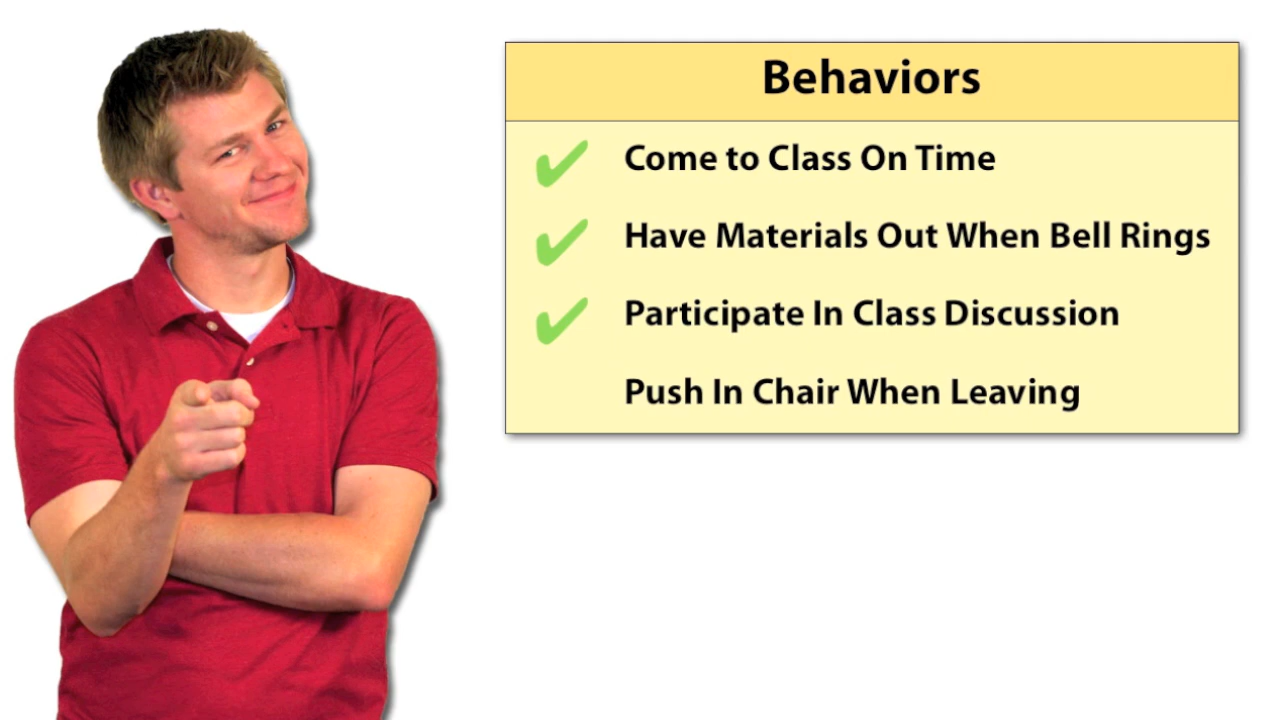 Behaviors
Come to Class On Time
Have Materials Out When Bell Rings
Participate In Class Discussion
Push In Chair When Leaving